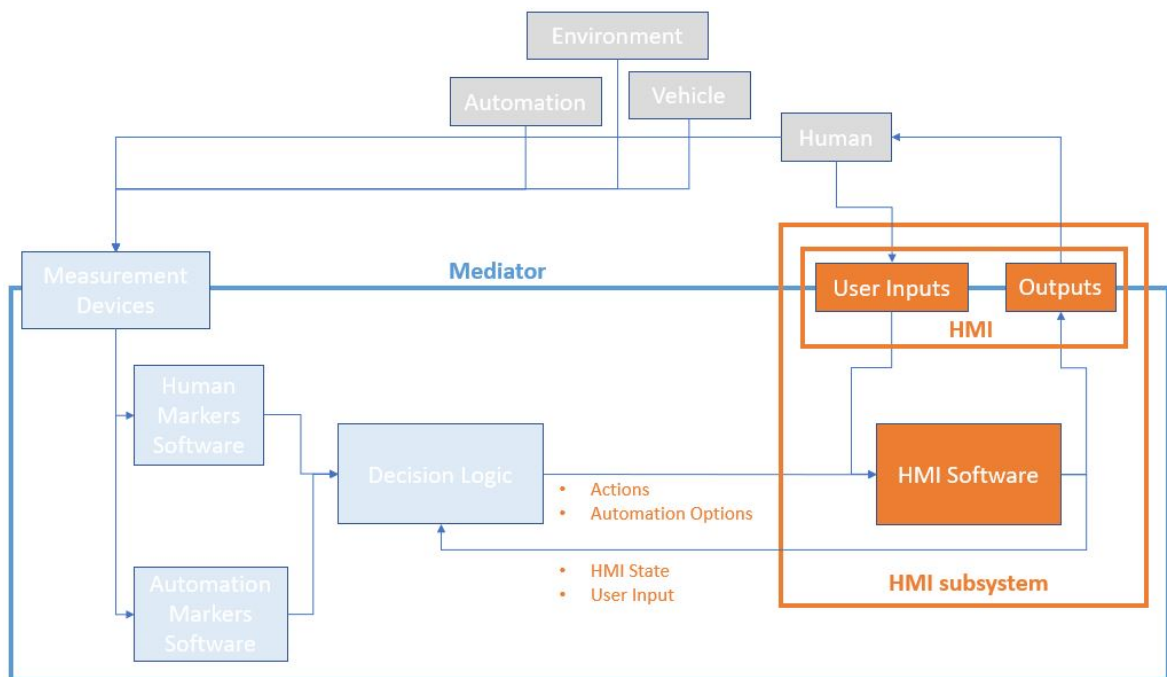 Environment
Automation
Vehicle
Human
Measurement
Devices
Mediator
User Inputs
Outputs
HMI
Human
Markers
Software
Decision Logic
HMI Software
• Actions
• Automation Options
• HMI State
• User Input
HMI subsystem
Automation
Markers
Software